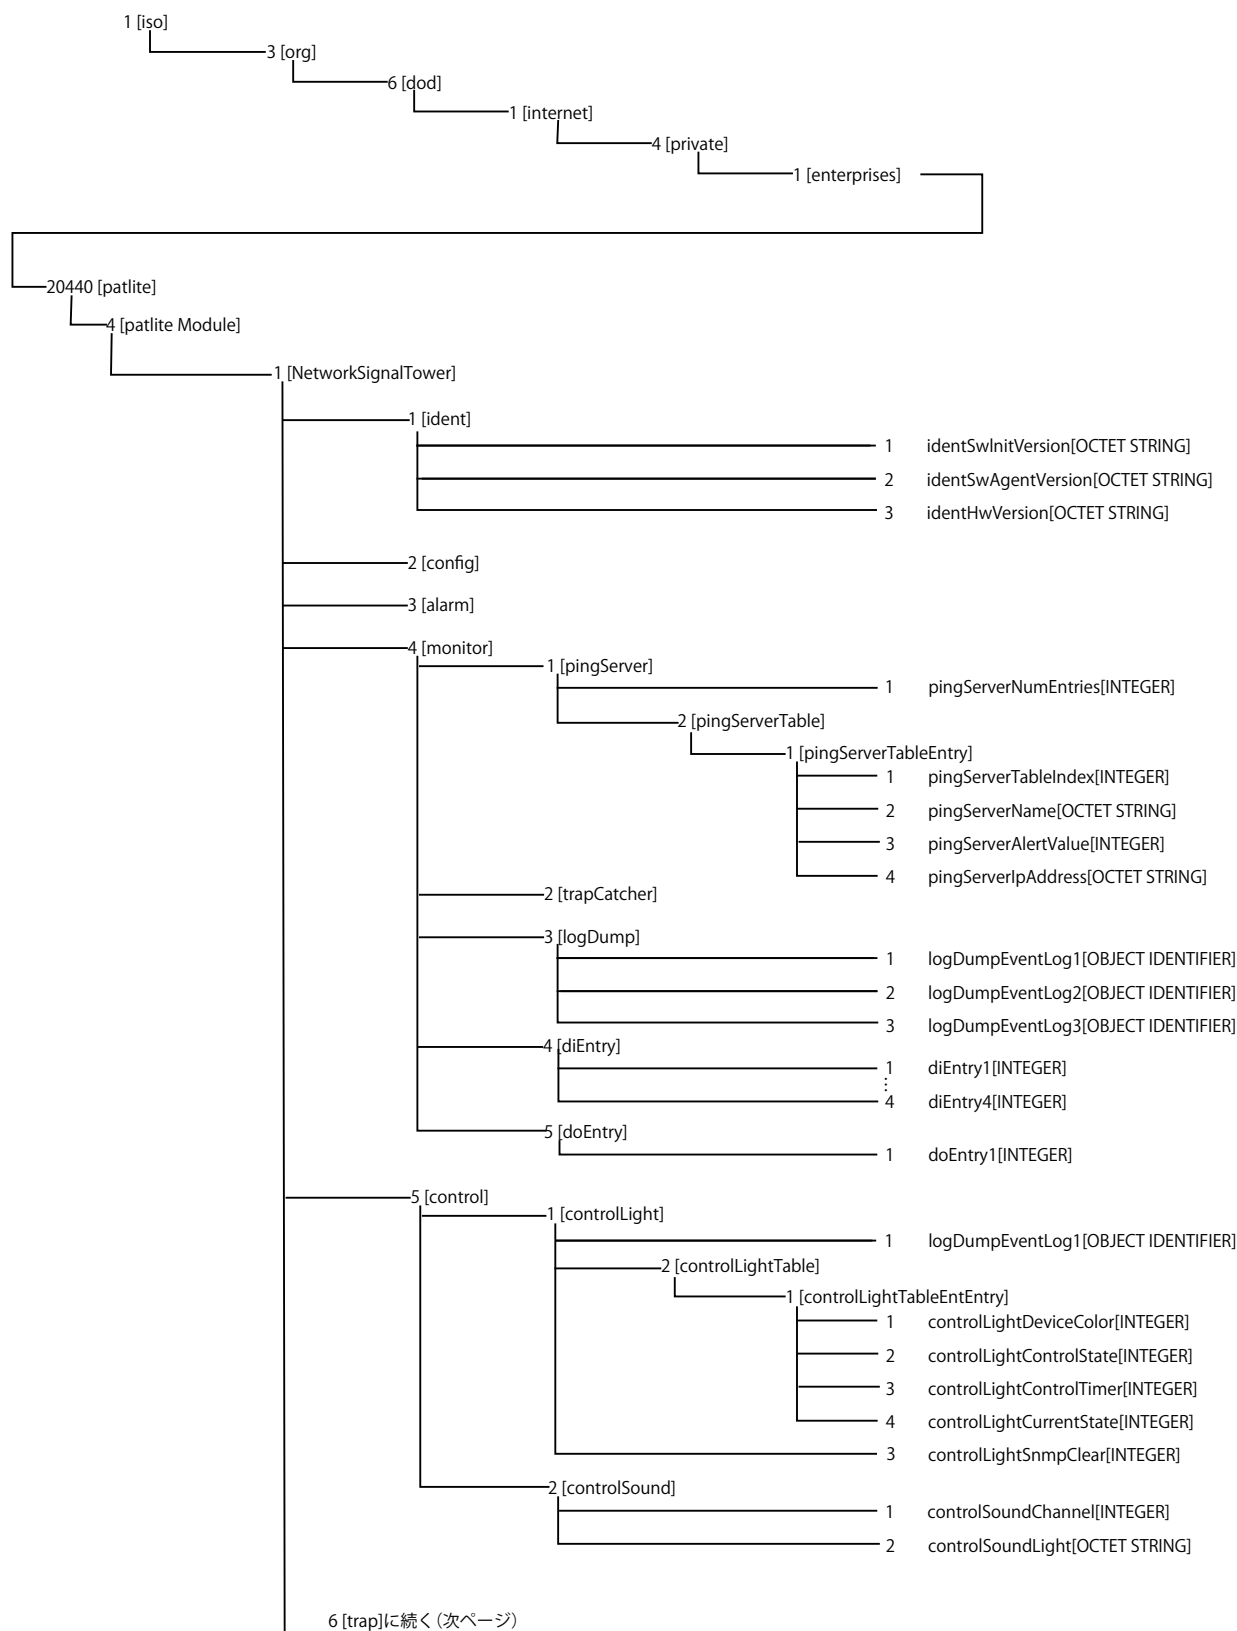 1 [iso]
3 [org]
6 [dod]
1 [internet]
4 [private]
1 [enterprises]
20440 [patlite]
4 [patlite Module]
1 [NetworkSignalTower]
1 [ident]
1 identSwInitVersion[OCTET STRING]
2 identSwAgentVersion[OCTET STRING]
3 identHwVersion[OCTET STRING]
2 [config]
3 [alarm]
4 [monitor]
1 [pingServer]
1 pingServerNumEntries[INTEGER]
2 [pingServerTable]
1 [pingServerTableEntry]
1 pingServerTableIndex[INTEGER]
2 pingServerName[OCTET STRING]
3 pingServerAlertValue[INTEGER]
4 pingServerIpAddress[OCTET STRING]
2 [trapCatcher]
3 [logDump]
1 logDumpEventLog1[OBJECT IDENTIFIER]
2 logDumpEventLog2[OBJECT IDENTIFIER]
3 logDumpEventLog3[OBJECT IDENTIFIER]
4 [diEntry]
1 diEntry1[INTEGER]
⋮
4 diEntry4[INTEGER]
5 [doEntry]
1 doEntry1[INTEGER]
5 [control]
1 [controlLight]
1 logDumpEventLog1[OBJECT IDENTIFIER]
2 [controlLightTable]
1 [controlLightTableEntEntry]
1 controlLightDeviceColor[INTEGER]
2 controlLightControlState[INTEGER]
3 controlLightControlTimer[INTEGER]
4 controlLightCurrentState[INTEGER]
3 controlLightSnmpClear[INTEGER]
2 [controlSound]
1 controlSoundChannel[INTEGER]
2 controlSoundLight[OCTET STRING]
6 [trap]に続く（次ページ）